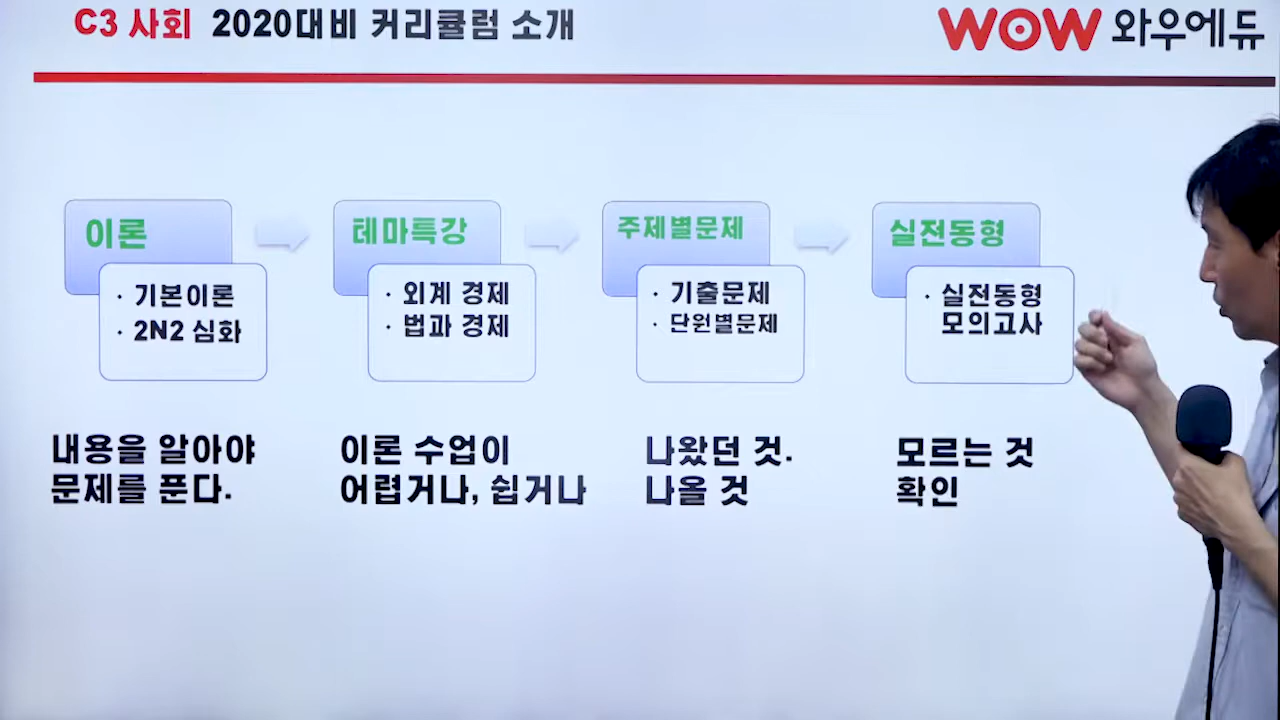 C3 사회 2020대비 커리큘럼 소개
WOW 와우에듀
이론
· 기본이론
· 2N2 심화
테마특강
· 외계 경제
· 법과 경제
주제별문제
· 기출문제
· 단원별문제
실전동형
· 실전동형
모의고사
내용을 알아야
문제를 푼다.
이론 수업이
어렵거나, 쉽거나
나왔던 것.
나올 것
모르는 것
확인